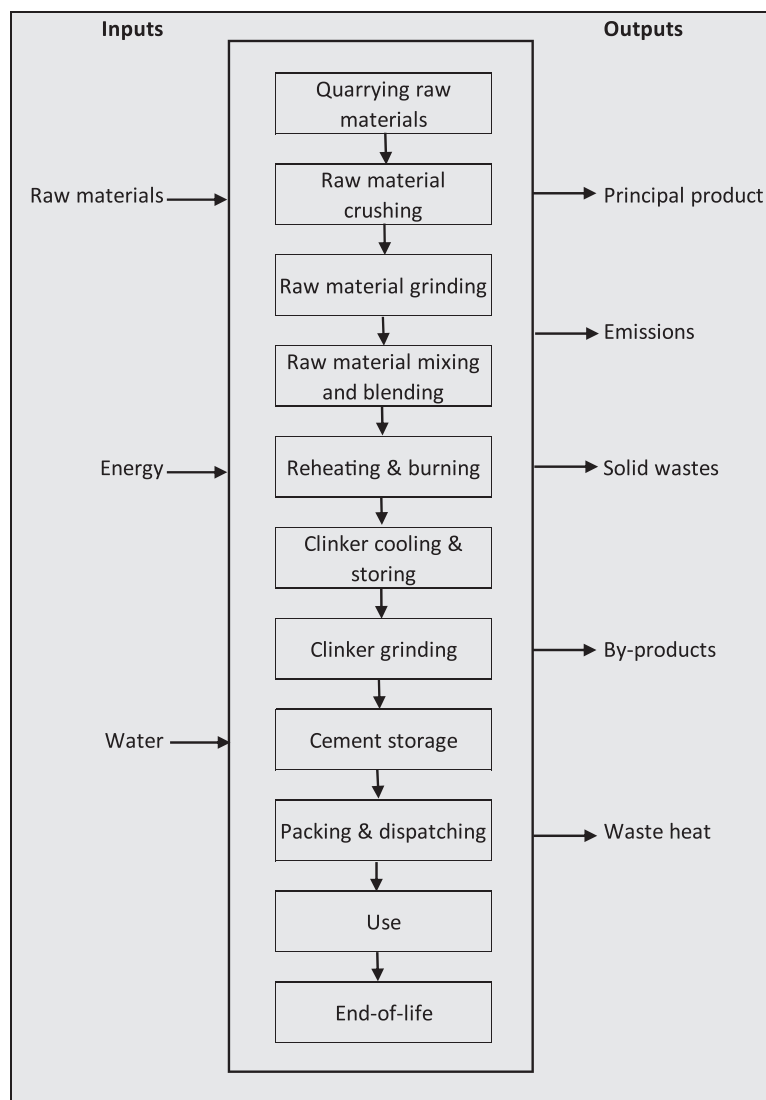 Inputs
Outputs
Quarrying raw
materials
Raw materials
Raw material
crushing
Principal product
Raw material grinding
Emissions
Raw material mixing
and blending
Energy
Reheating & burning
Solid wastes
Clinker cooling &
storing
Clinker grinding
By-products
Water
Cement storage
Packing & dispatching
Waste heat
Use
End-of-life